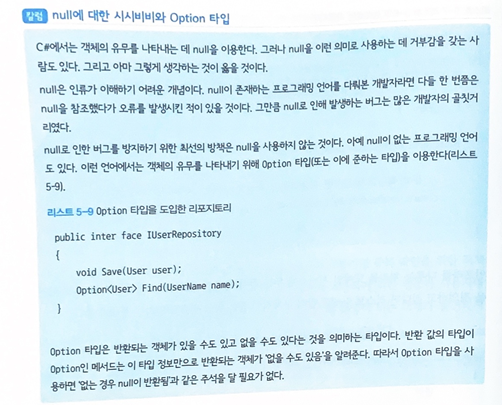 칼럼 null에 대한 시시비비와 Option 타입
C#에서는 객체의 유무를 나타내는 데 null을 이용한다. 그러나 null을 이런 의미로 사용하는 데 거부감을 갖는 사
람도 있다. 그리고 아마 그렇게 생각하는 것이 옳을 것이다.
null은 인류가 이해하기 어려운 개념이다. null이 존재하는 프로그래밍 언어를 다뤄본 개발자라면 다들 한 번쯤은
null을 참조했다가 오류를 발생시킨 적이 있을 것이다. 그만큼 null로 인해 발생하는 버그는 많은 개발자의 골칫거
리였다.
null로 인한 버그를 방지하기 위한 최선의 방책은 null을 사용하지 않는 것이다. 아예 null이 없는 프로그래밍 언어
도 있다. 이런 언어에서는 객체의 유무를 나타내기 위해 Option 타입(또는 이에 준하는 타입)을 이용한다(리스트
5-9).
리스트 5-9 Option 타입을 도입한 리포지토리
public inter face IUserRepository
{
void Save(User user);
Option<User> Find(UserName name);
}
Option 타입은 반환되는 객체가 있을 수도 있고 없을 수도 있다는 것을 의미하는 타입이다. 반환 값의 타입이
Option인 메서드는 이 타입 정보만으로 반환되는 객체가 '없을 수도 있음'을 알려준다. 따라서 Option 타입을 사
용하면 '없는 경우 null이 반환됨'과 같은 주석을 달 필요가 없다.